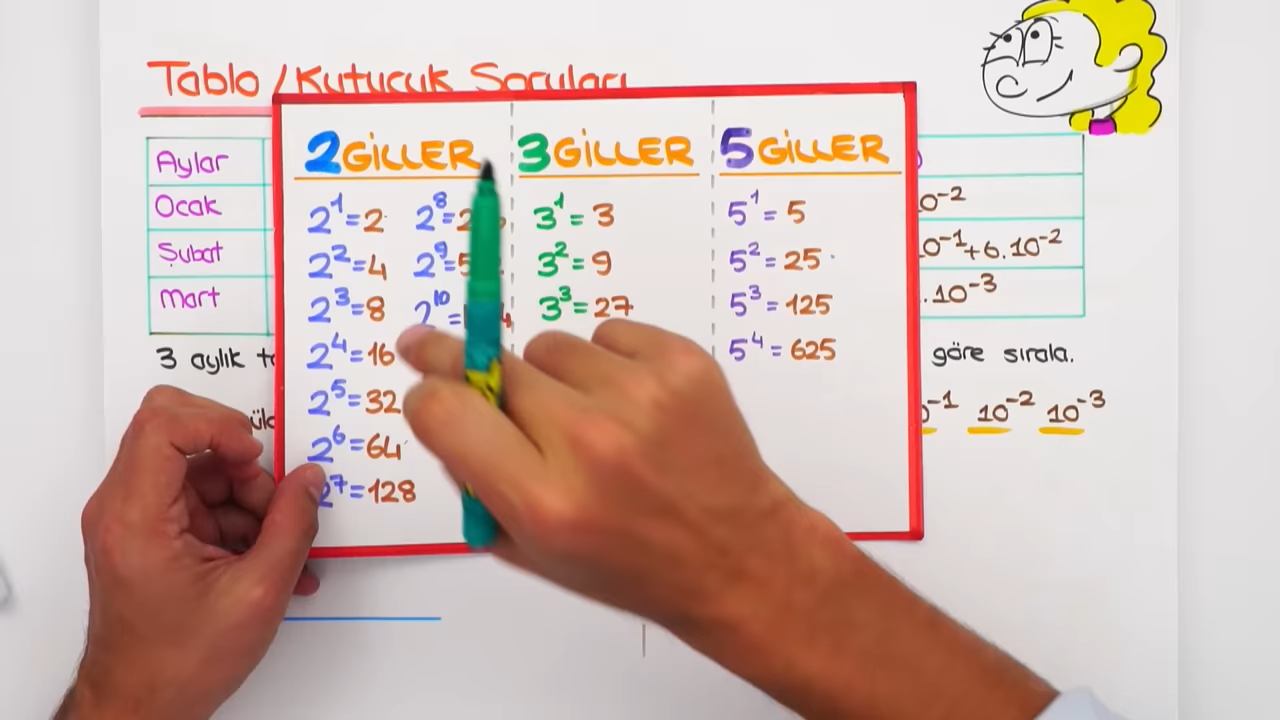 Tablo / Kutucuk Soruları
Aylar
Ocak
Şubat
Mart
3 aylık
2GİLLER
2¹=2
2²=4
2³=8
2⁴=16
2⁵=32
2⁶=64
2⁷=128
2⁸=
2⁹=
2¹⁰=
3GİLLER
3¹=3
3²=9
3³=27
5GİLLER
5¹=5
5²=25
5³=125
5⁴=625
10⁻²
10⁻¹+6.10⁻²
.10⁻³
göre sırala.
10⁻² 10⁻³